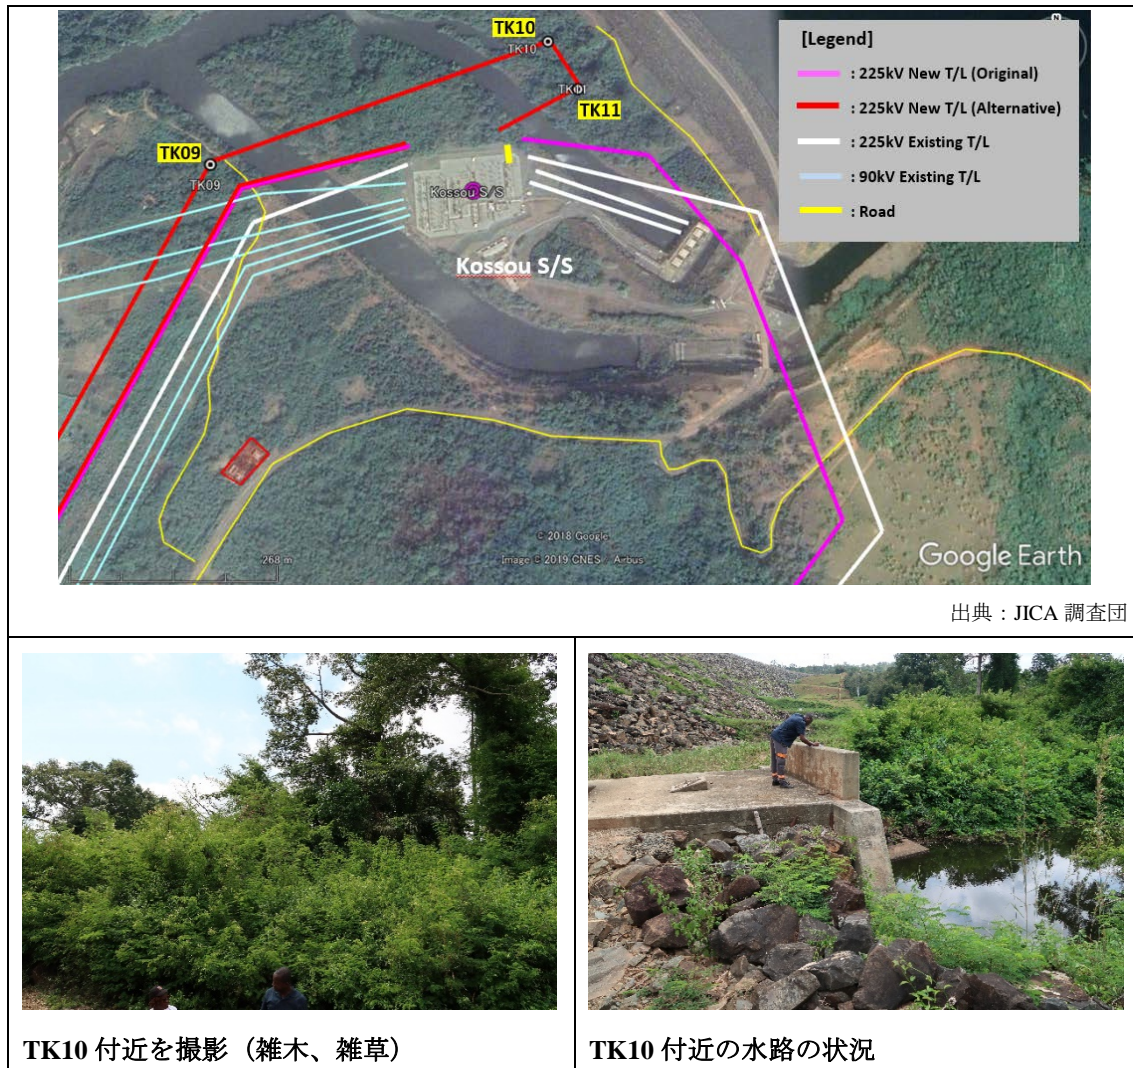 TK10
TK10
[Legend]
: 225kV New T/L (Original)
: 225kV New T/L (Alternative)
: 225kV Existing T/L
: 90kV Existing T/L
: Road
TK11
TK09
TK09
Kossou S/S
Kossou S/S
268 m
© 2018 Google
Image © 2019 CNES / Airbus
Google Earth
出典：JICA 調査団
TK10 付近を撮影（雑木、雑草）
TK10 付近の水路の状況